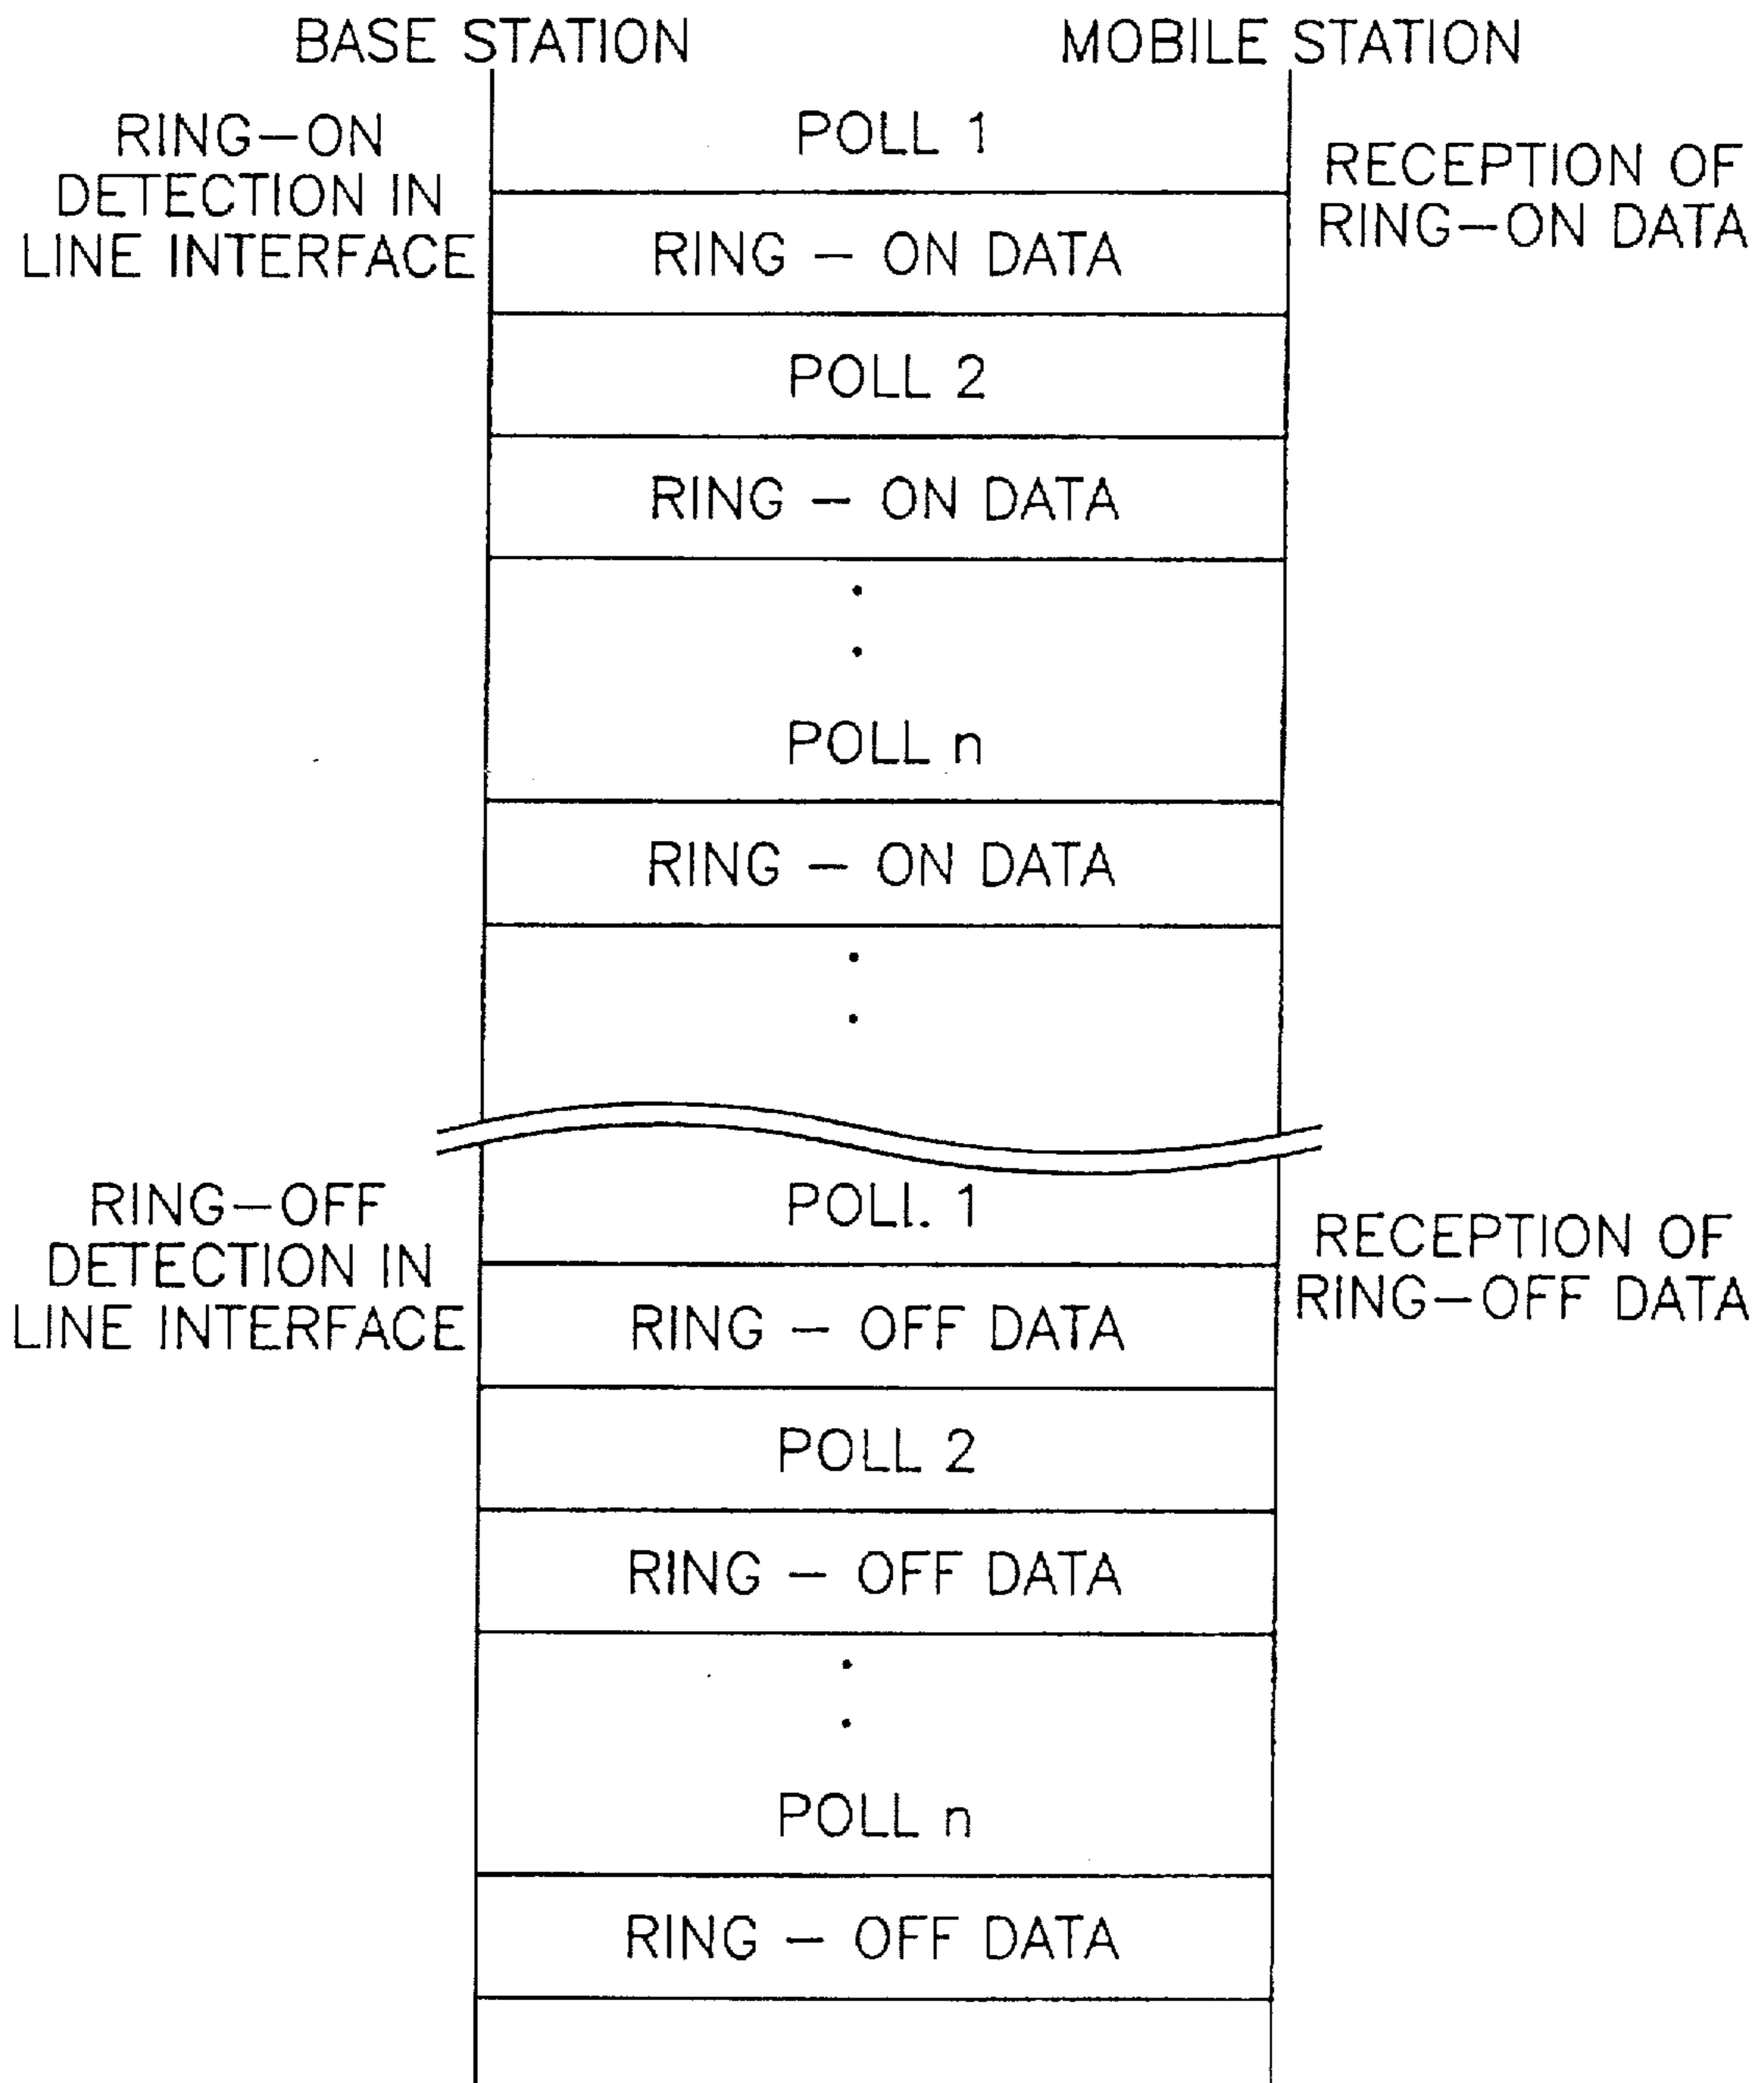 BASE STATION
MOBILE STATION
RING—ON
DETECTION IN
LINE INTERFACE
POLL 1
RECEPTION OF
RING—ON DATA
RING — ON DATA
POLL 2
RING — ON DATA
POLL n
RING — ON DATA
RING—OFF
DETECTION IN
LINE INTERFACE
POLL 1
RECEPTION OF
RING—OFF DATA
RING — OFF DATA
POLL 2
RING — OFF DATA
POLL n
RING — OFF DATA